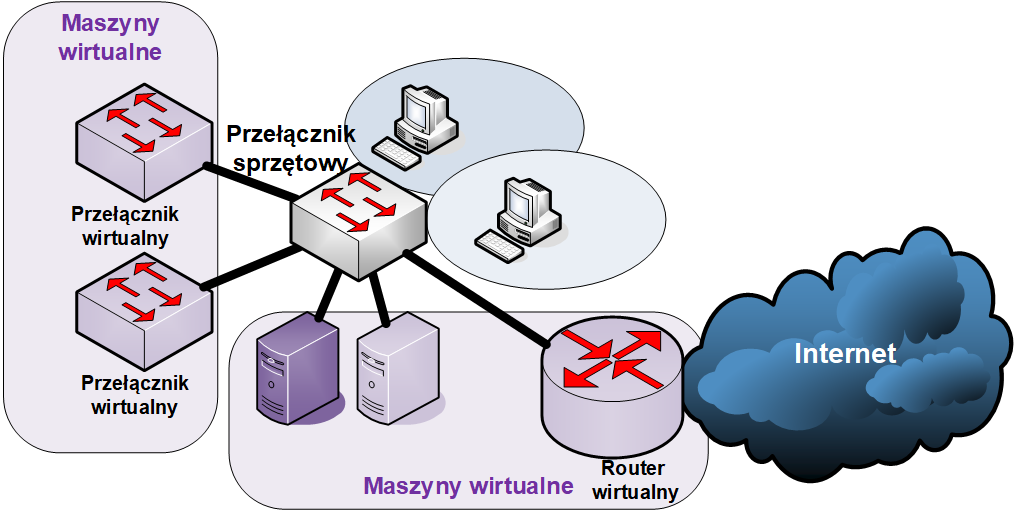 Maszyny
wirtualne
Przełącznik
sprzętowy
Przełącznik
wirtualny
Przełącznik
wirtualny
Internet
Router
wirtualny
Maszyny wirtualne